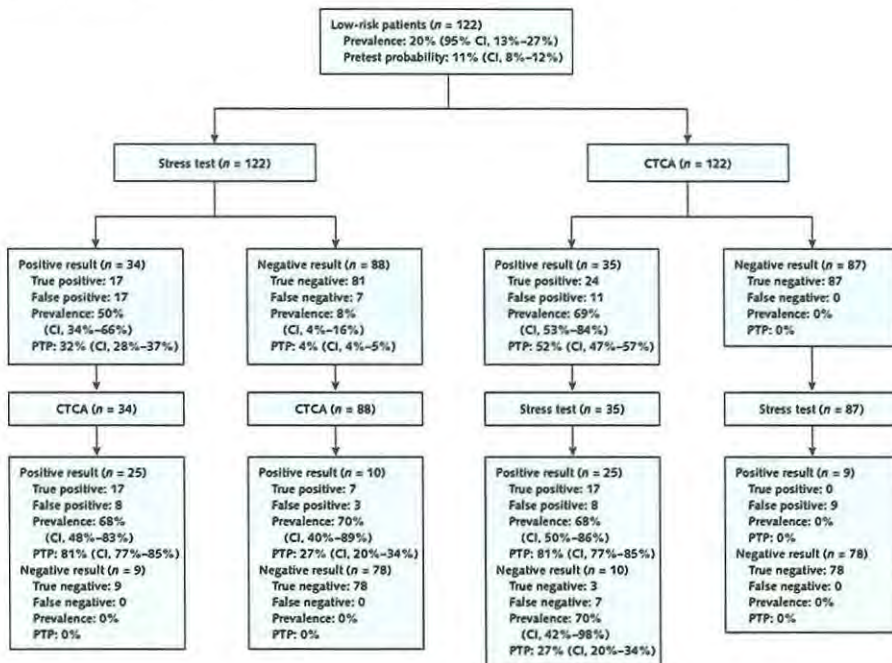 Low-risk patients (n = 122)
Prevalence: 20% (95% CI, 13%–27%)
Pretest probability: 11% (CI, 8%–12%)
Stress test (n = 122)
CTCA (n = 122)
Positive result (n = 34)
True positive: 17
False positive: 17
Prevalence: 50%
(CI, 34%–66%)
PTP: 32% (CI, 28%–37%)
Negative result (n = 88)
True negative: 81
False negative: 7
Prevalence: 8%
(CI, 4%–16%)
PTP: 4% (CI, 4%–5%)
Positive result (n = 35)
True positive: 24
False positive: 11
Prevalence: 69%
(CI, 53%–84%)
PTP: 52% (CI, 47%–57%)
Negative result (n = 87)
True negative: 87
False negative: 0
Prevalence: 0%
PTP: 0%
CTCA (n = 34)
CTCA (n = 88)
Stress test (n = 35)
Stress test (n = 87)
Positive result (n = 25)
True positive: 17
False positive: 8
Prevalence: 68%
(CI, 48%–83%)
PTP: 81% (CI, 77%–85%)
Negative result (n = 9)
True negative: 9
False negative: 0
Prevalence: 0%
PTP: 0%
Positive result (n = 10)
True positive: 7
False positive: 3
Prevalence: 70%
(CI, 40%–89%)
PTP: 27% (CI, 20%–34%)
Negative result (n = 78)
True negative: 78
False negative: 0
Prevalence: 0%
PTP: 0%
Positive result (n = 25)
True positive: 17
False positive: 8
Prevalence: 68%
(CI, 50%–86%)
PTP: 81% (CI, 77%–85%)
Negative result (n = 10)
True negative: 3
False negative: 7
Prevalence: 70%
(CI, 42%–98%)
PTP: 27% (CI, 20%–34%)
Positive result (n = 9)
True positive: 0
False positive: 9
Prevalence: 0%
PTP: 0%
Negative result (n = 78)
True negative: 78
False negative: 0
Prevalence: 0%
PTP: 0%